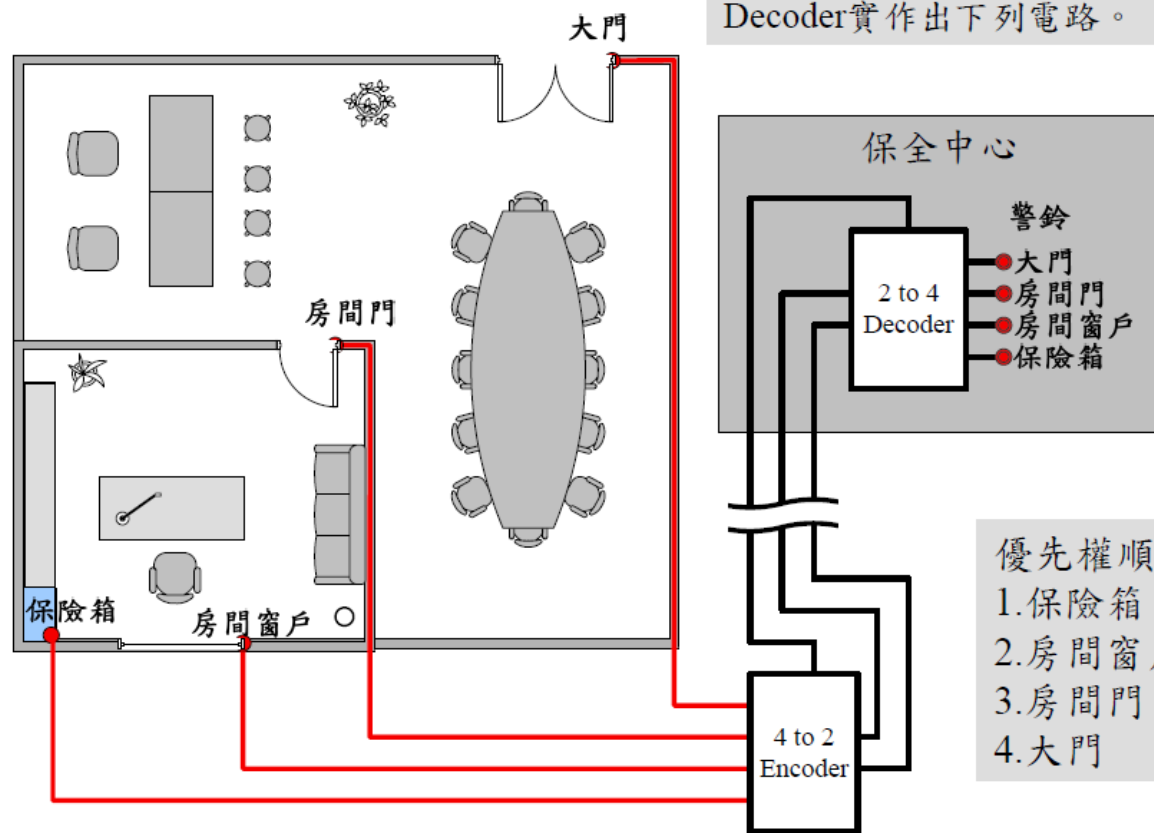 Decoder實作出下列電路。
大門
保全中心
警鈴
大門
房間門
房間窗戶
保險箱
2 to 4
Decoder
房間門
保險箱
房間窗戶
優先權順
1.保險箱
2.房間窗
3.房間門
4.大門
4 to 2
Encoder